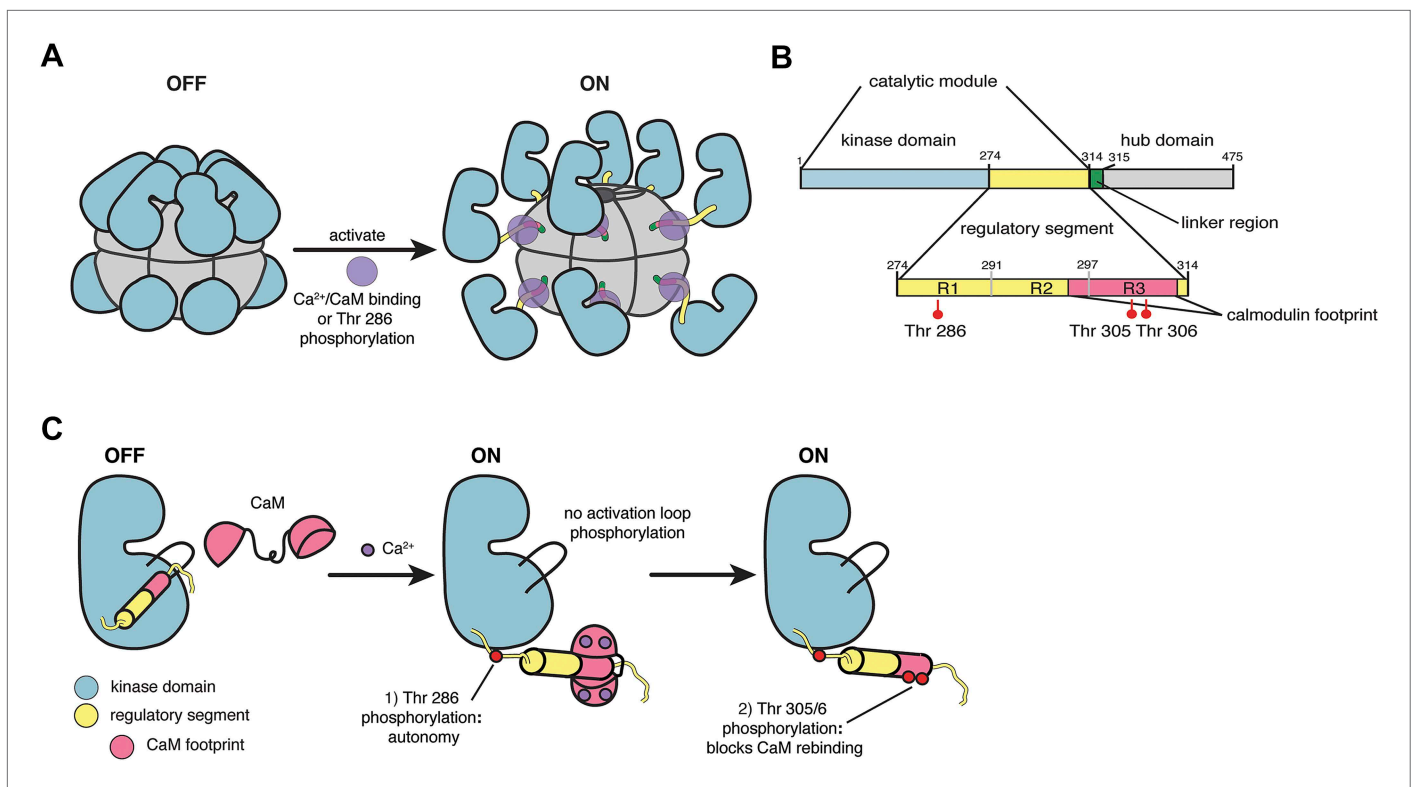 A
OFF
ON
activate
Ca²⁺/CaM binding
or Thr 286
phosphorylation
B
catalytic module
kinase domain
hub domain
1
274
314
315
475
linker region
regulatory segment
274
291
297
314
R1
R2
R3
calmodulin footprint
Thr 286
Thr 305 Thr 306
C
OFF
ON
ON
CaM
Ca²⁺
no activation loop
phosphorylation
kinase domain
regulatory segment
CaM footprint
1) Thr 286
phosphorylation:
autonomy
2) Thr 305/6
phosphorylation:
blocks CaM rebinding